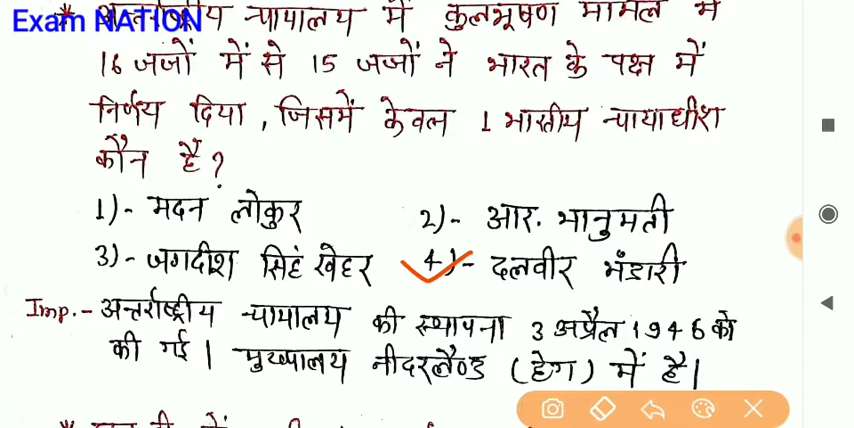 Exam NATION
* अन्तर्राष्ट्रीय न्यायालय में कुलभूषण मामले में
16 जजों में से 15 जजों ने भारत के पक्ष में
निर्णय दिया, जिसमें केवल 1 भारतीय न्यायाधीश
कौन है?
1)- मदन लोकुर
2)- आर. भानुमती
3)- जगदीश सिहं खेहर
4)- दलवीर भंडारी
Imp.- अन्तर्राष्ट्रीय न्यायालय की स्थापना 3 अप्रैल 1946 को
की गई। मुख्यालय नीदरलैण्ड (हेग) में है।